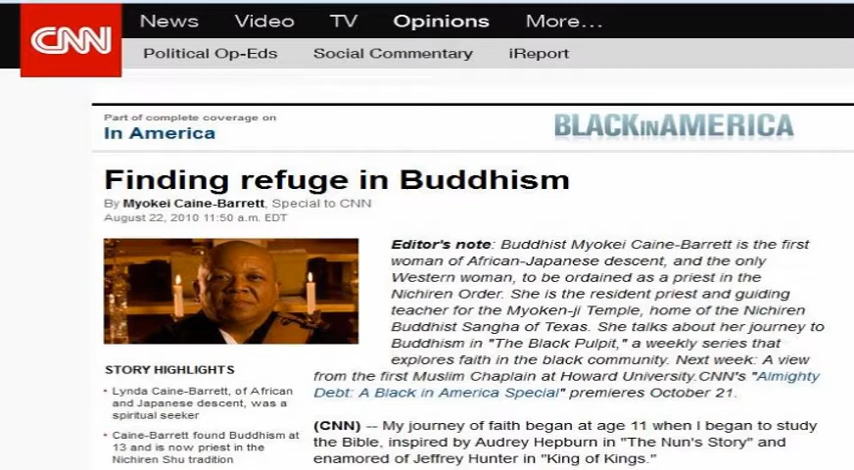 CNN
News Video TV Opinions More...
Political Op-Eds Social Commentary iReport
Part of complete coverage on
In America
BLACK IN AMERICA
Finding refuge in Buddhism
By Myokei Caine-Barrett, Special to CNN
August 22, 2010 11:50 a.m. EDT
Editor's note: Buddhist Myokei Caine-Barrett is the first
woman of African-Japanese descent, and the only
Western woman, to be ordained as a priest in the
Nichiren Order. She is the resident priest and guiding
teacher for the Myoken-ji Temple, home of the Nichiren
Buddhist Sangha of Texas. She talks about her journey to
Buddhism in "The Black Pulpit," a weekly series that
explores faith in the black community. Next week: A view
from the first Muslim Chaplain at Howard University.CNN's "Almighty
Debt: A Black in America Special" premieres October 21.
(CNN) -- My journey of faith began at age 11 when I began to study
the Bible, inspired by Audrey Hepburn in "The Nun's Story" and
enamored of Jeffrey Hunter in "King of Kings."
STORY HIGHLIGHTS
• Lynda Caine-Barrett, of African
and Japanese descent, was a
spiritual seeker
• Caine-Barrett found Buddhism at
13 and is now priest in the
Nichiren Shu tradition